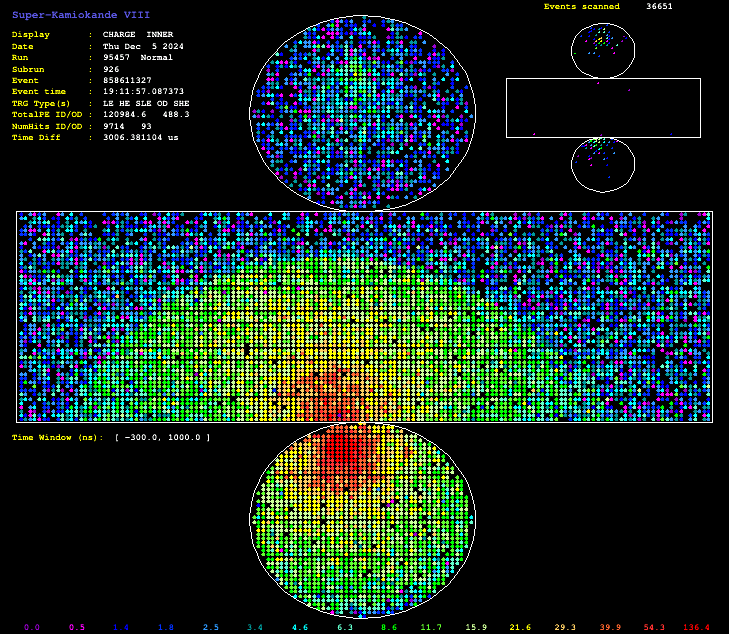 Super-Kamiokande VIII
Events scanned 36651
Display : CHARGE INNER
Date : Thu Dec 5 2024
Run : 95457 Normal
Subrun : 926
Event : 858611327
Event time : 19:11:57.087373
TRG Type(s) : LE HE SLE OD SHE
TotalPE ID/OD : 120984.6 488.3
NumHits ID/OD : 9714 93
Time Diff : 3006.381104 us
Time Window (ns): [ -300.0, 1000.0 ]
0.0 0.5 1.4 1.8 2.5 3.4 4.6 6.3 8.6 11.7 15.9 21.6 29.3 39.9 54.3 136.4